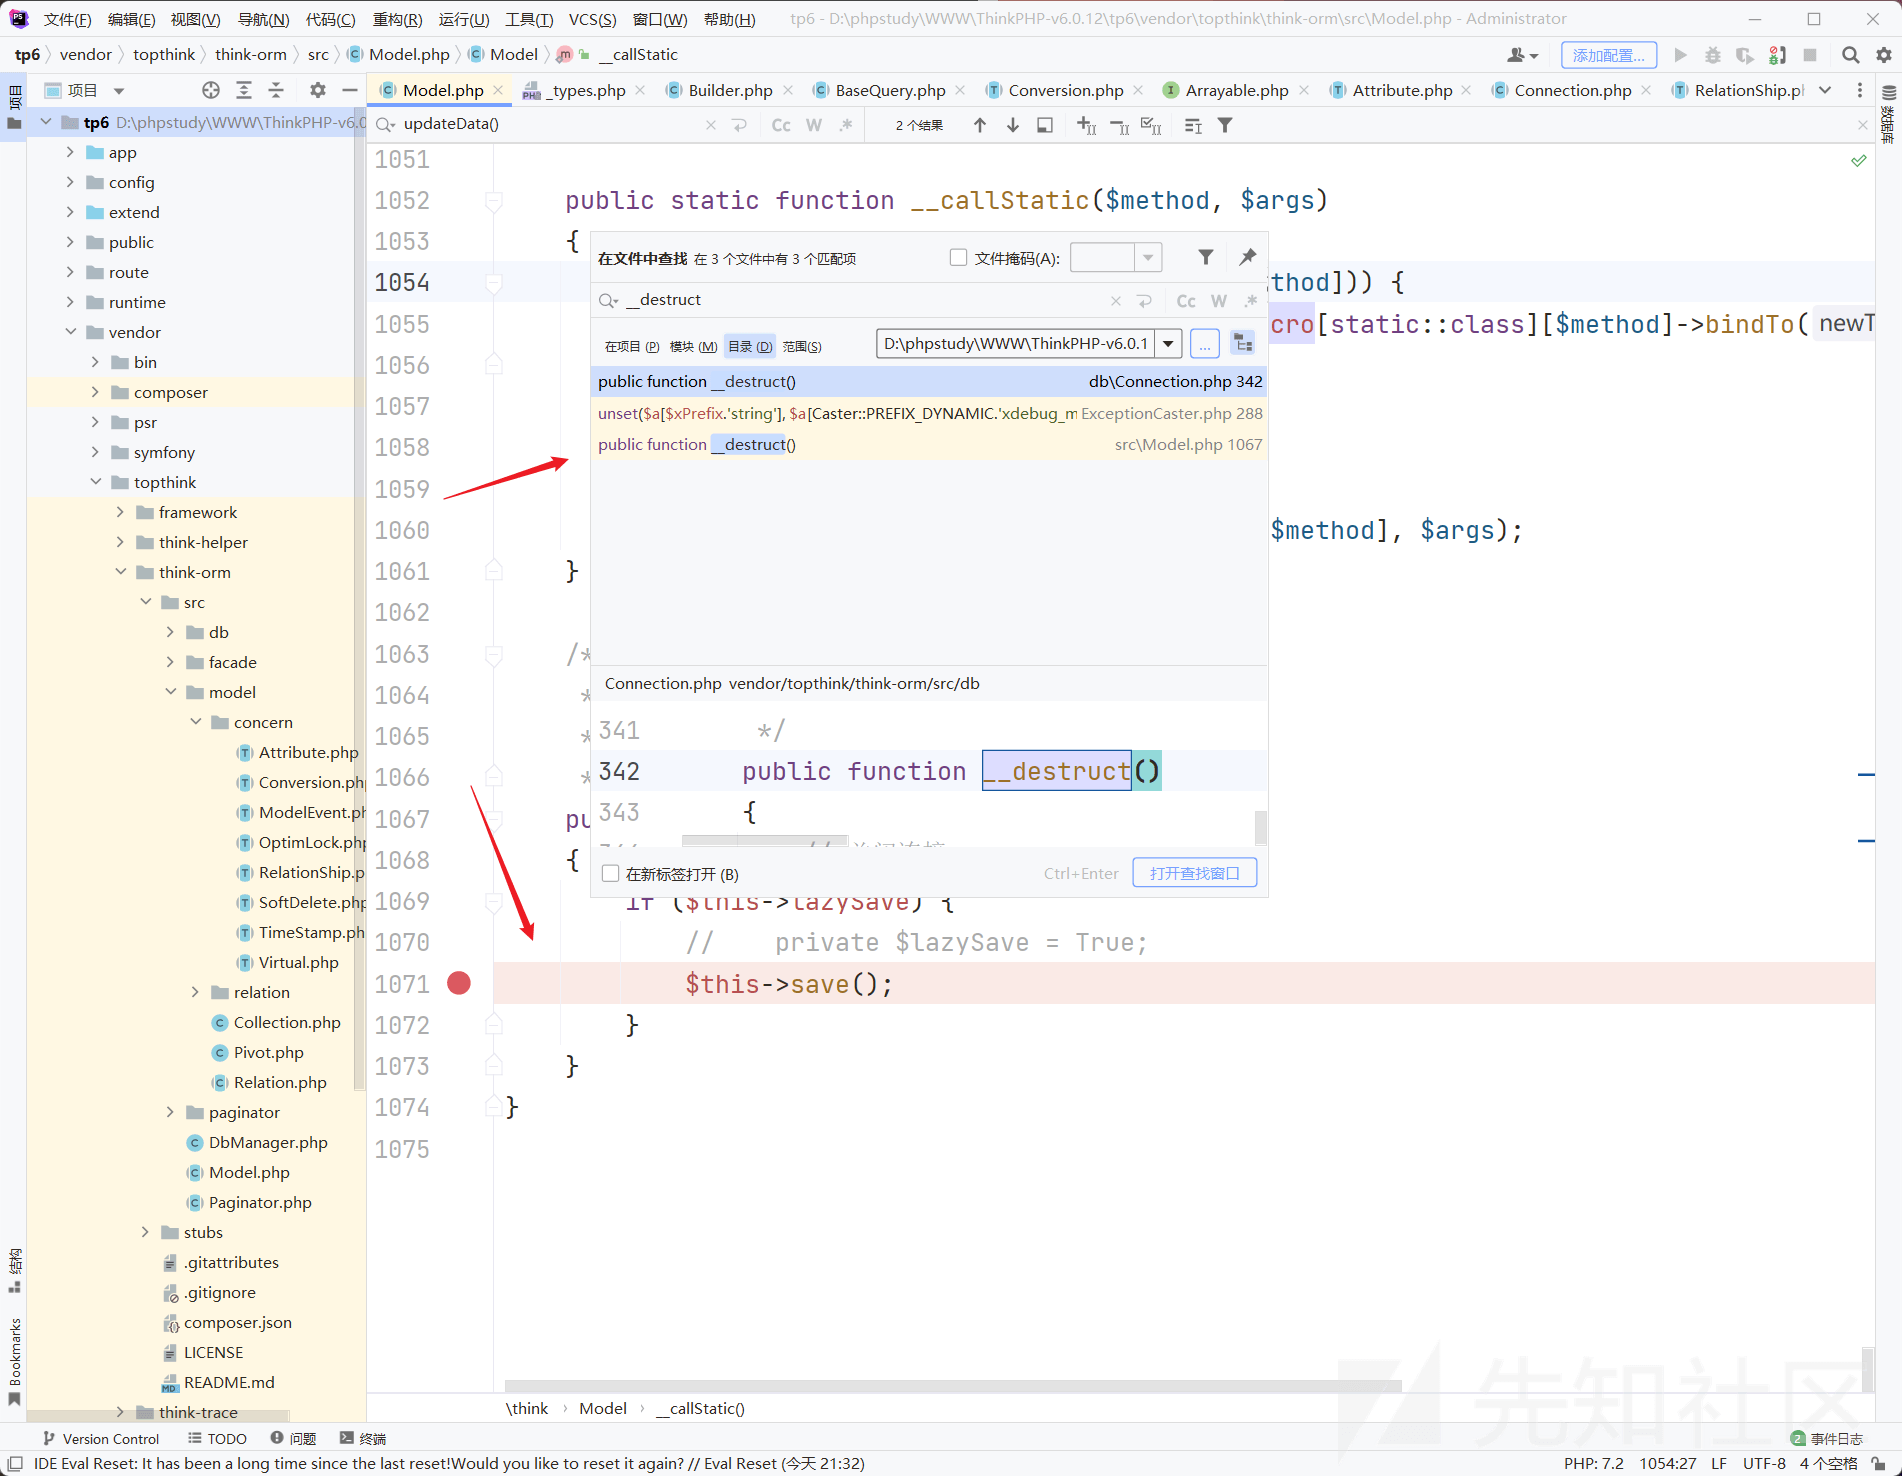 文件(F) 编辑(E) 视图(V) 导航(N) 代码(C) 重构(R) 运行(U) 工具(T) VCS(S) 窗口(W) 帮助(H) tp6 - D:\phpstudy\WWW\ThinkPHP-v6.0.12\tp6\vendor\topthink\think-orm\src\Model.php - Administrator
tp6 vendor topthink think-orm src Model.php Model __callStatic 添加配置...
项目 Model.php _types.php Builder.php BaseQuery.php Conversion.php Arrayable.php Attribute.php Connection.php RelationShip.p
项目
数据库
tp6 D:\phpstudy\WWW\ThinkPHP-v6.0
updateData() Cc W .* 2 个结果
app
config
extend
public
route
runtime
vendor
bin
composer
psr
symfony
topthink
framework
think-helper
think-orm
src
db
facade
model
concern
Attribute.php
Conversion.ph
ModelEvent.ph
OptimLock.php
RelationShip.p
SoftDelete.php
TimeStamp.ph
Virtual.php
relation
Collection.php
Pivot.php
Relation.php
paginator
DbManager.php
Model.php
Paginator.php
stubs
.gitattributes
.gitignore
composer.json
LICENSE
README.md
think-trace
结构
Bookmarks
1051
1052 public static function __callStatic($method, $args)
1053 {
1054 thod])) {
1055 cro[static::class][$method]->bindTo( newT
1056
1057
1058
1059
1060 $method], $args);
1061 }
1062
1063 /*
1064 *
1065 *
1066 *
1067 pu
1068 {
1069 if ($this->lazySave) {
1070 // private $lazySave = True;
1071 $this->save();
1072 }
1073 }
1074 }
1075
在文件中查找 在 3 个文件中有 3 个匹配项 文件掩码(A):
__destruct Cc W .*
在项目 (P) 模块 (M) 目录 (D) 范围(S) D:\phpstudy\WWW\ThinkPHP-v6.0.1 ...
public function __destruct() db\Connection.php 342
unset($a[$xPrefix.'string'], $a[Caster::PREFIX_DYNAMIC.'xdebug_m ExceptionCaster.php 288
public function __destruct() src\Model.php 1067
Connection.php vendor/topthink/think-orm/src/db
341 */
342 public function __destruct()
343 {
在新标签打开 (B) Ctrl+Enter 打开查找窗口
\think Model __callStatic()
先知社区
Version Control TODO 问题 终端 2 事件日志
IDE Eval Reset: It has been a long time since the last reset!Would you like to reset it again? // Eval Reset (今天 21:32) PHP: 7.2 1054:27 LF UTF-8 4 个空格